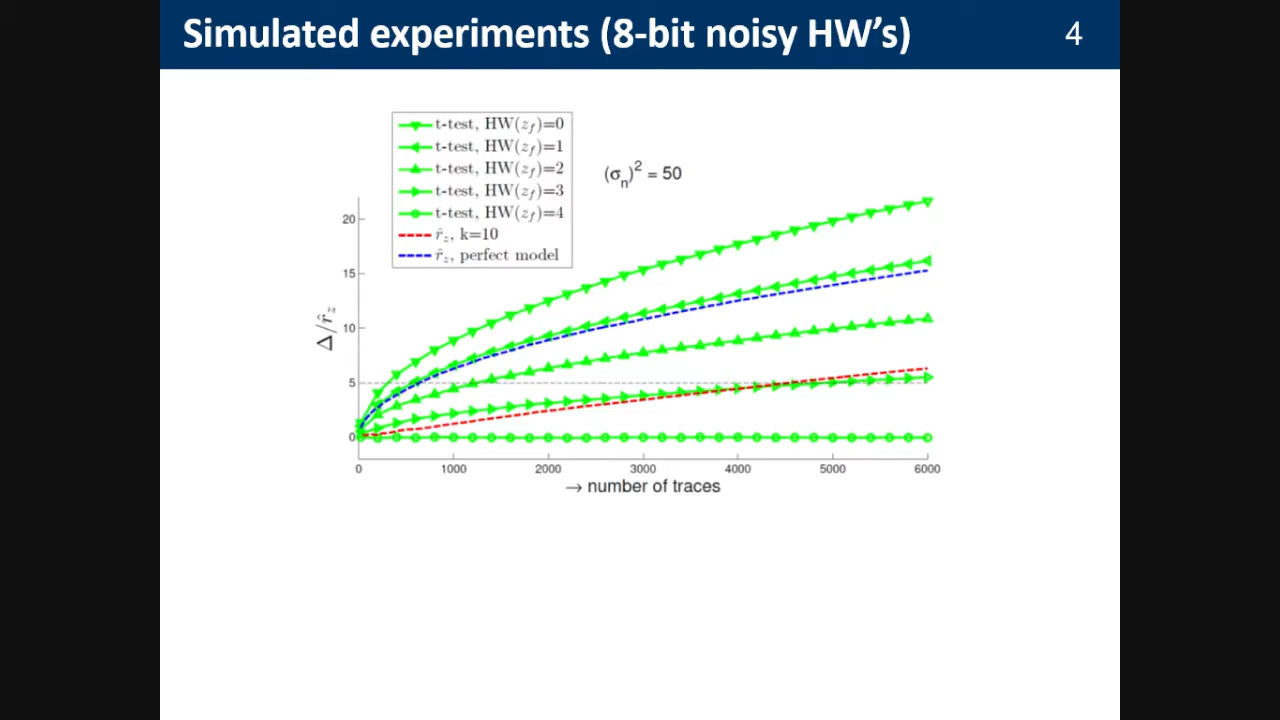 Simulated experiments (8-bit noisy HW’s) 4
t-test, HW(z_f)=0
t-test, HW(z_f)=1
t-test, HW(z_f)=2
t-test, HW(z_f)=3
t-test, HW(z_f)=4
r̂_z, k=10
r̂_z, perfect model
(σ_n)² = 50
Δ/r̂_z
20
15
10
5
0
0 1000 2000 3000 4000 5000 6000
→ number of traces